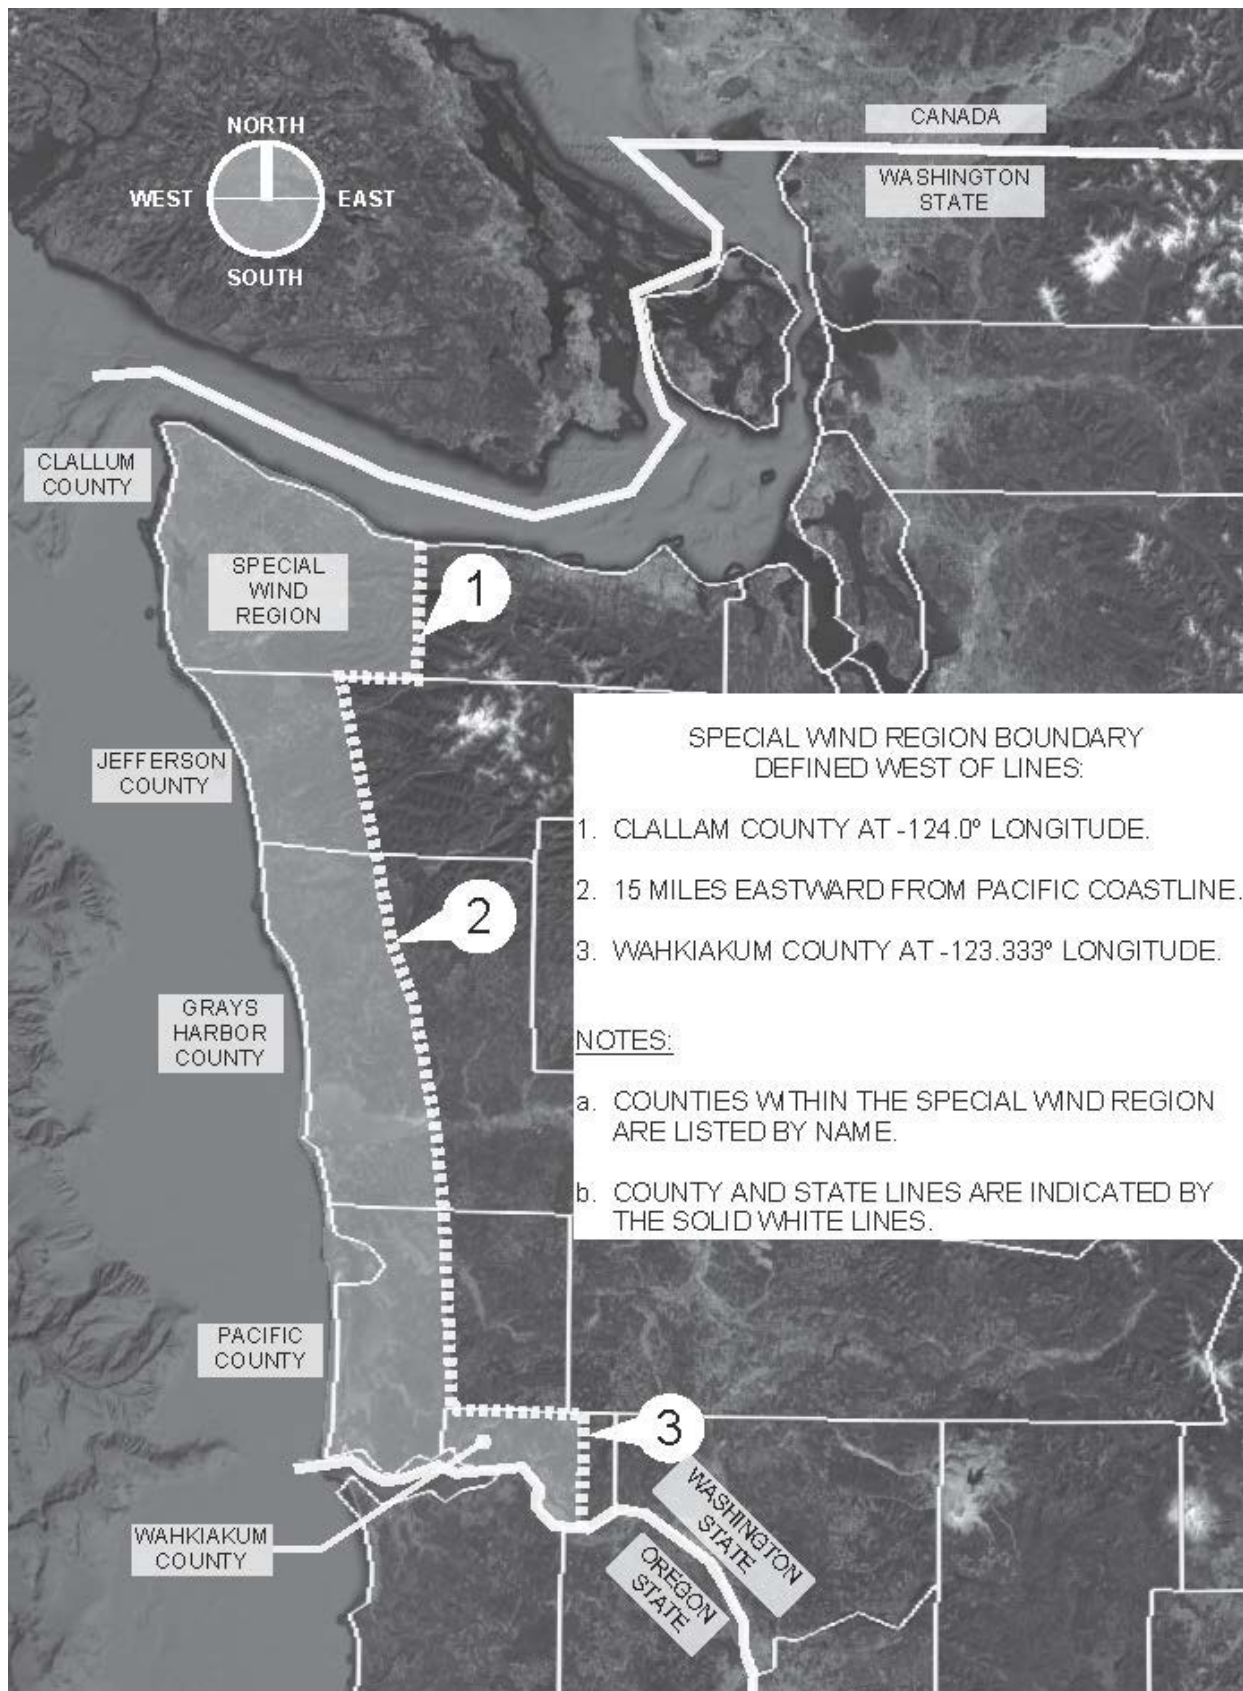 NORTH
WEST
EAST
SOUTH
CANADA
WASHINGTON
STATE
CLALLUM
COUNTY
SPECIAL
WIND
REGION
1
JEFFERSON
COUNTY
2
GRAYS
HARBOR
COUNTY
PACIFIC
COUNTY
3
WAHKIAKUM
COUNTY
WASHINGTON
STATE
OREGON
STATE
SPECIAL WIND REGION BOUNDARY
DEFINED WEST OF LINES:
1. CLALLAM COUNTY AT -124.0° LONGITUDE.
2. 15 MILES EASTWARD FROM PACIFIC COASTLINE.
3. WAHKIAKUM COUNTY AT -123.333° LONGITUDE.
NOTES:
a. COUNTIES WITHIN THE SPECIAL WIND REGION
ARE LISTED BY NAME.
b. COUNTY AND STATE LINES ARE INDICATED BY
THE SOLID WHITE LINES.